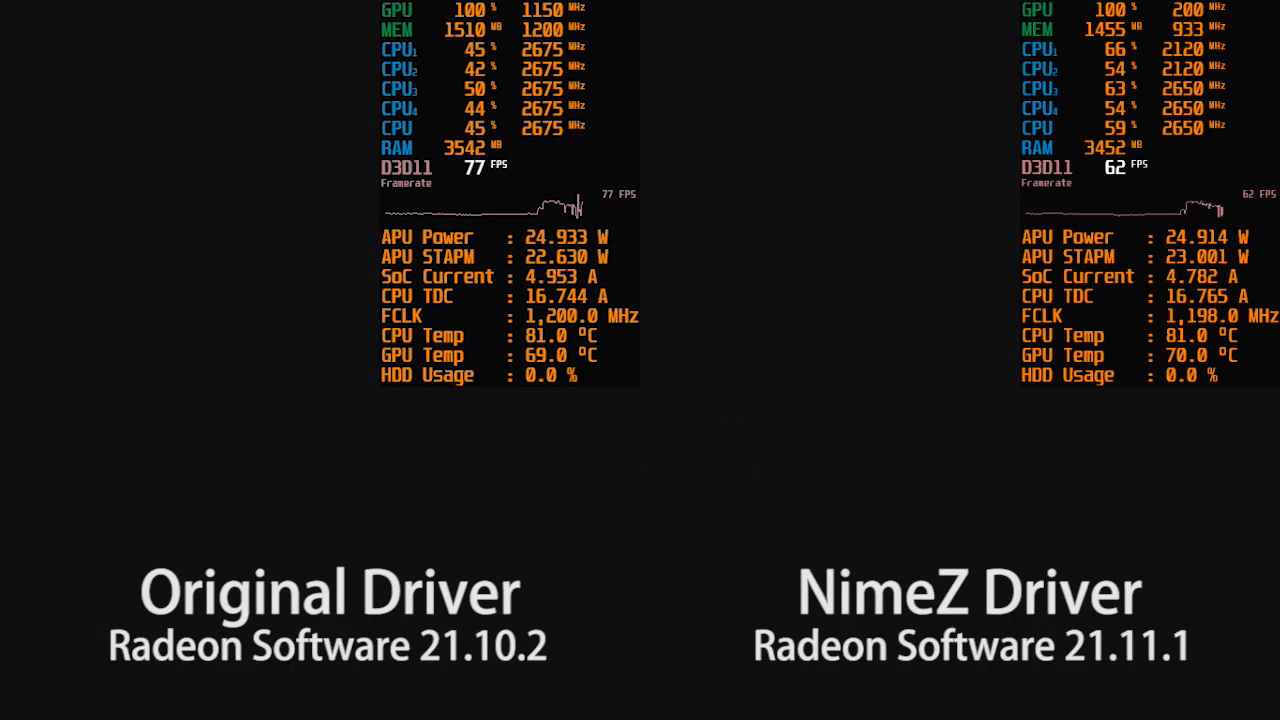 GPU 100 % 1150 MHz
MEM 1510 MB 1200 MHz
CPU1 45 % 2675 MHz
CPU2 42 % 2675 MHz
CPU3 50 % 2675 MHz
CPU4 44 % 2675 MHz
CPU 45 % 2675 MHz
RAM 3542 MB
D3D11 77 FPS
Framerate
77 FPS
APU Power : 24.933 W
APU STAPM : 22.630 W
SoC Current : 4.953 A
CPU TDC : 16.744 A
FCLK : 1,200.0 MHz
CPU Temp : 81.0 ºC
GPU Temp : 69.0 ºC
HDD Usage : 0.0 %
Original Driver
Radeon Software 21.10.2
GPU 100 % 200 MHz
MEM 1455 MB 933 MHz
CPU1 66 % 2120 MHz
CPU2 54 % 2120 MHz
CPU3 63 % 2650 MHz
CPU4 54 % 2650 MHz
CPU 59 % 2650 MHz
RAM 3452 MB
D3D11 62 FPS
Framerate
62 FPS
APU Power : 24.914 W
APU STAPM : 23.001 W
SoC Current : 4.782 A
CPU TDC : 16.765 A
FCLK : 1,198.0 MHz
CPU Temp : 81.0 ºC
GPU Temp : 70.0 ºC
HDD Usage : 0.0 %
NimeZ Driver
Radeon Software 21.11.1